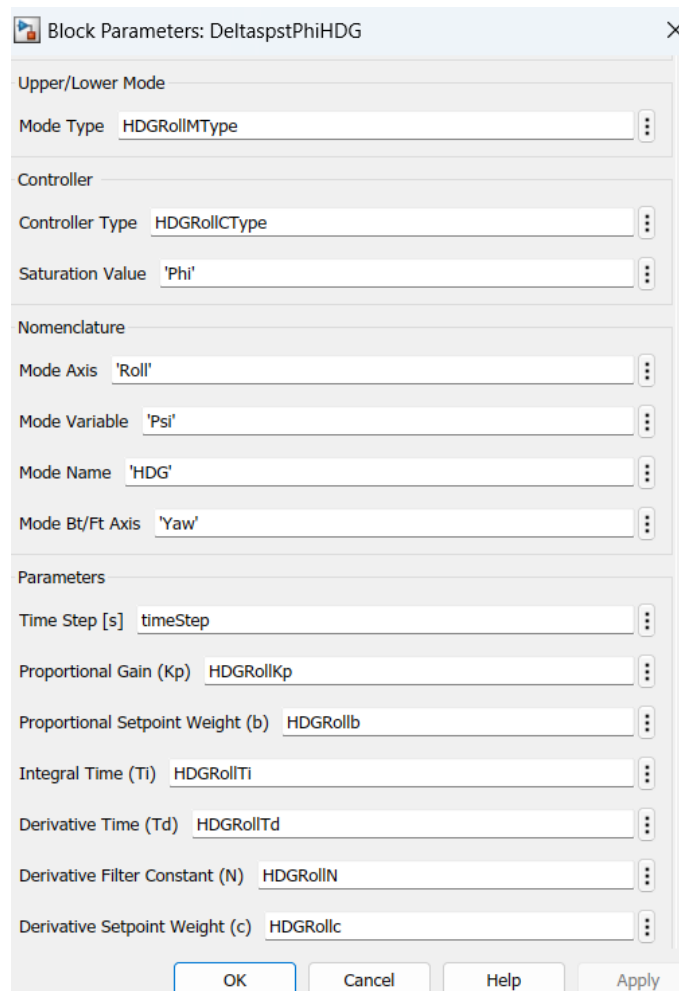 Block Parameters: DeltaspstPhiHDG
Upper/Lower Mode
Mode Type HDGRollMType
Controller
Controller Type HDGRollCType
Saturation Value 'Phi'
Nomenclature
Mode Axis 'Roll'
Mode Variable 'Psi'
Mode Name 'HDG'
Mode Bt/Ft Axis 'Yaw'
Parameters
Time Step [s] timeStep
Proportional Gain (Kp) HDGRollKp
Proportional Setpoint Weight (b) HDGRollb
Integral Time (Ti) HDGRollTi
Derivative Time (Td) HDGRollTd
Derivative Filter Constant (N) HDGRollN
Derivative Setpoint Weight (c) HDGRollc
OK Cancel Help Apply